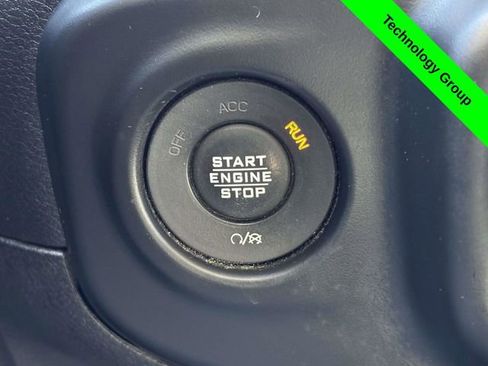 Technology Group
ACC
OFF
RUN
START
ENGINE
STOP